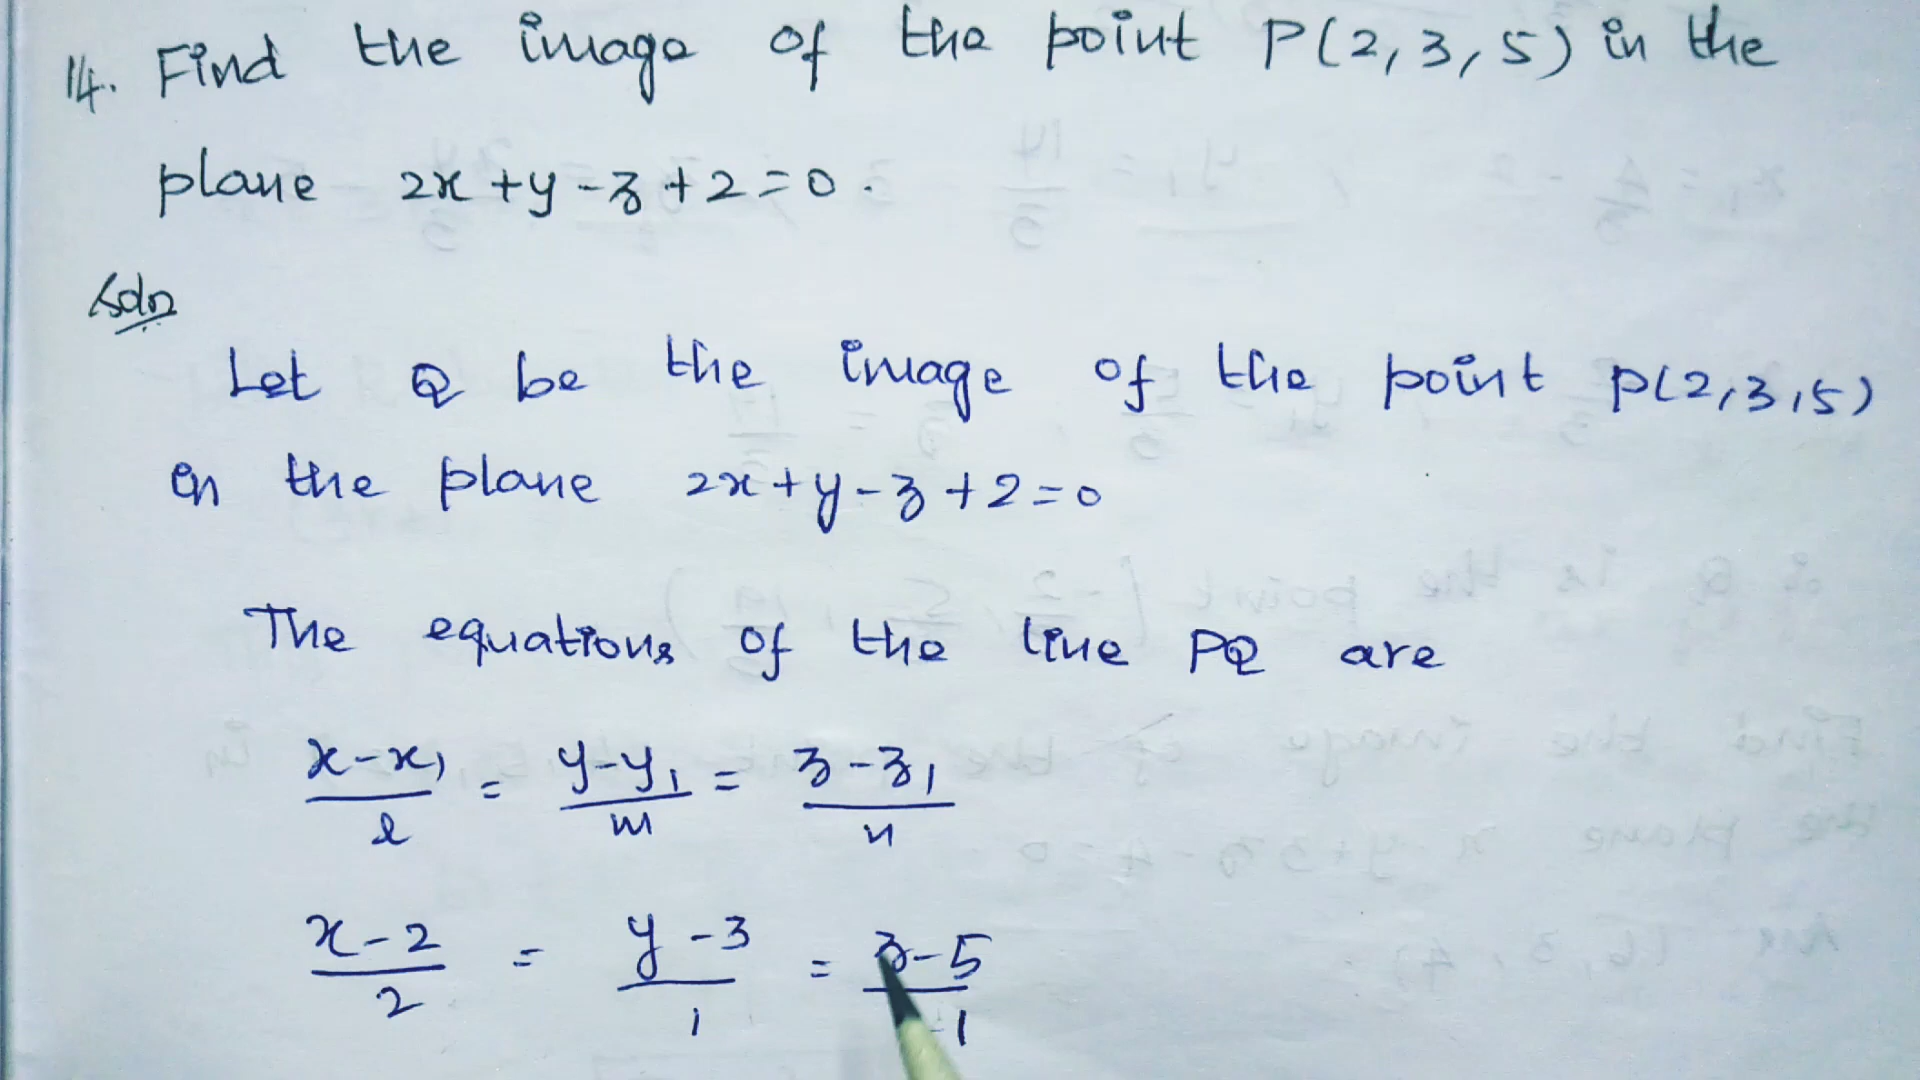 14. Find the image of the point P(2,3,5) in the
plane 2x+y-z+2=0.
Soln
Let Q be the image of the point P(2,3,5)
in the plane 2x+y-z+2=0
The equations of the line PQ are
(x-x₁)/l = (y-y₁)/m = (z-z₁)/n
(x-2)/2 = (y-3)/1 = (z-5)/-1